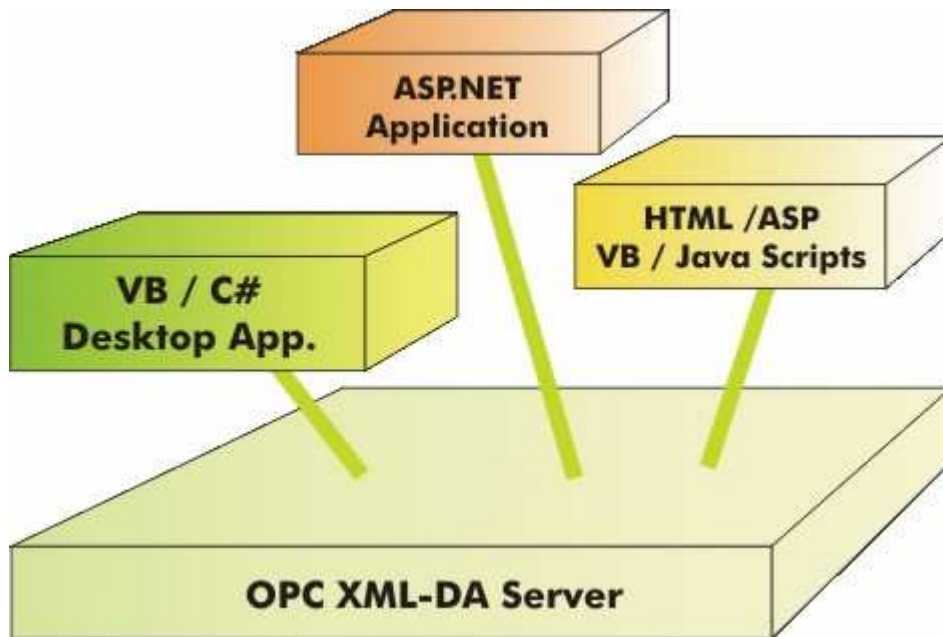 ASP.NET
Application
HTML /ASP
VB / Java Scripts
VB / C#
Desktop App.
OPC XML-DA Server